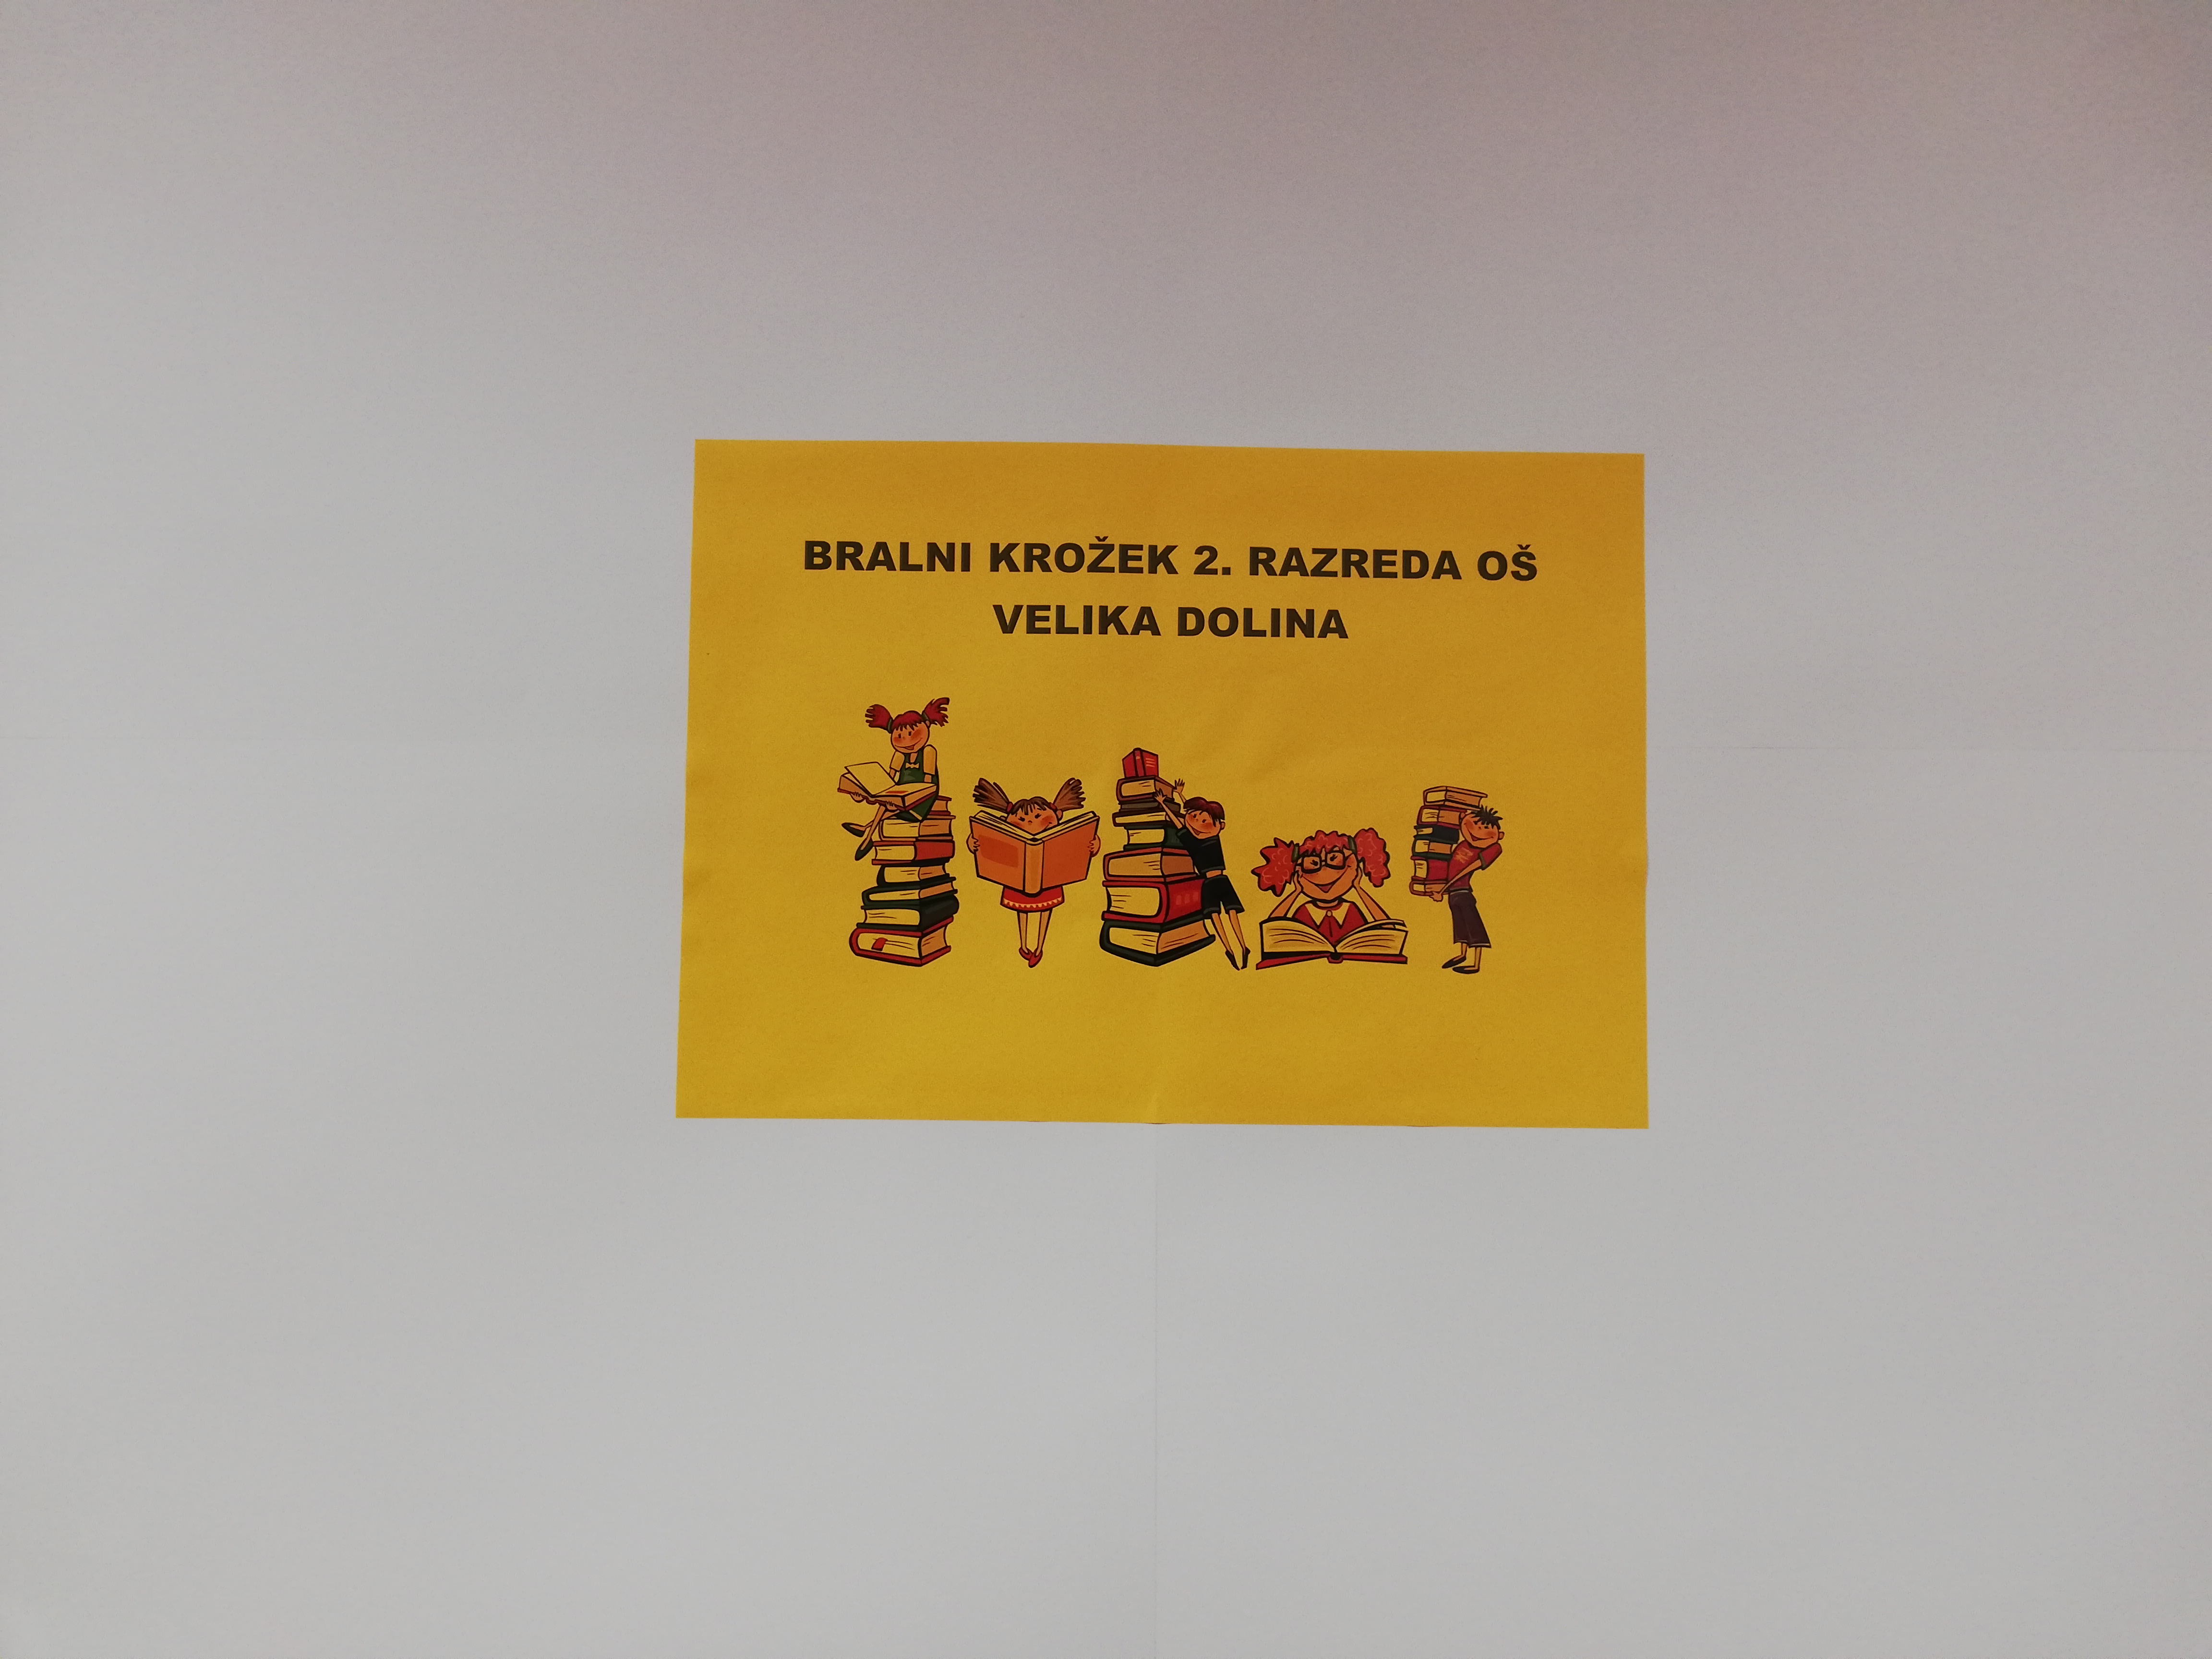 BRALNI KROŽEK 2. RAZREDA OŠ
VELIKA DOLINA